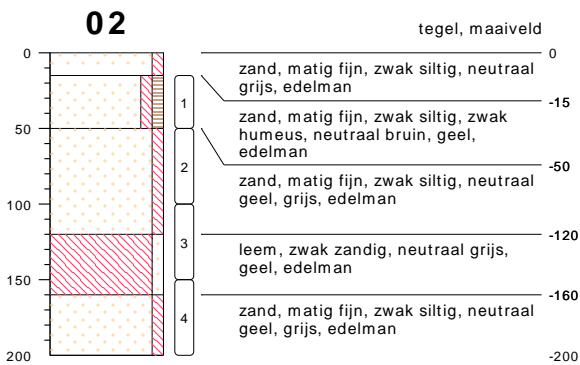 02
tegel, maaiveld
0
0
zand, matig fijn, zwak siltig, neutraal
grijs, edelman
-15
1
zand, matig fijn, zwak siltig, zwak
humeus, neutraal bruin, geel,
edelman
50
-50
2
zand, matig fijn, zwak siltig, neutraal
geel, grijs, edelman
100
-120
3
leem, zwak zandig, neutraal grijs,
geel, edelman
150
-160
4
zand, matig fijn, zwak siltig, neutraal
geel, grijs, edelman
200
-200